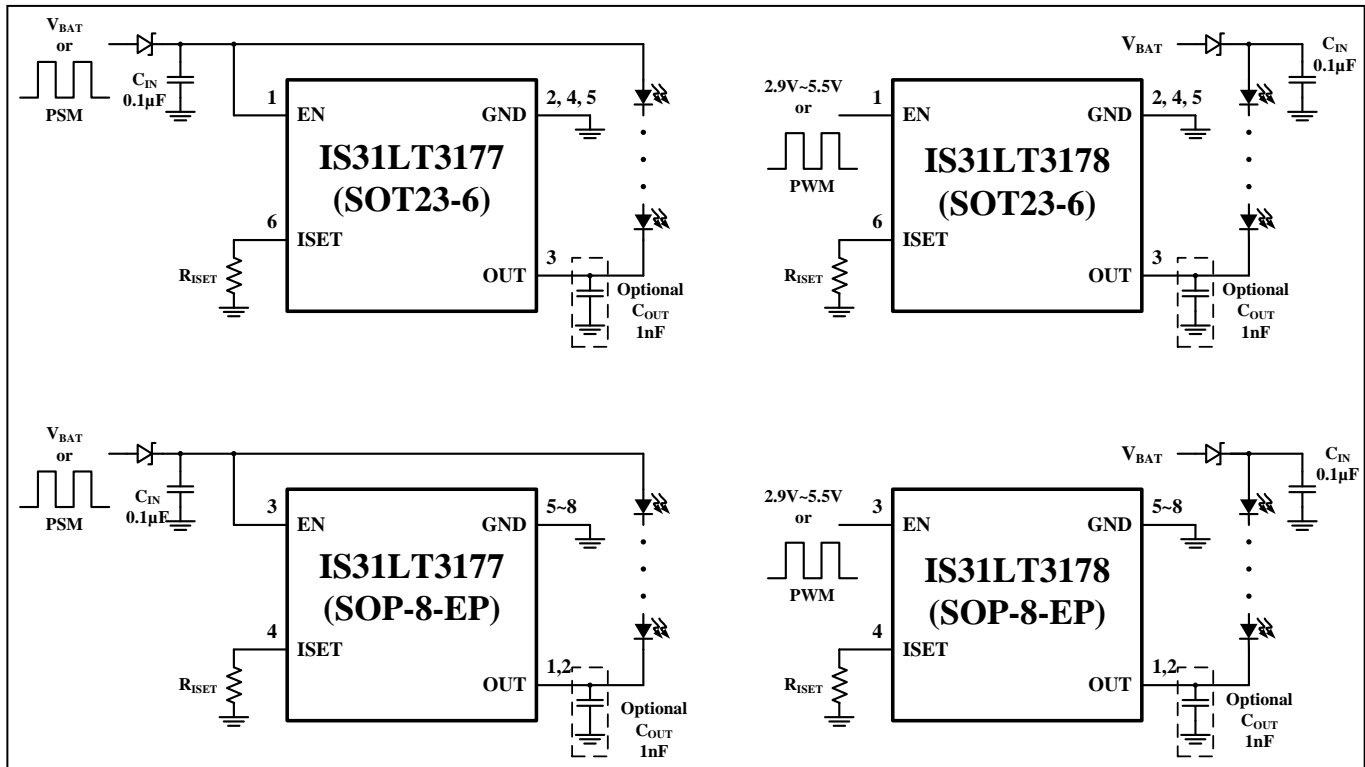 VBAT
or
PSM
CIN
0.1µF
1
EN
2, 4, 5
GND
IS31LT3177
(SOT23-6)
6
ISET
RISET
3
OUT
Optional
COUT
1nF
VBAT
CIN
0.1µF
2.9V~5.5V
or
PWM
1
EN
2, 4, 5
GND
IS31LT3178
(SOT23-6)
6
ISET
RISET
3
OUT
Optional
COUT
1nF
VBAT
or
PSM
CIN
0.1µF
3
EN
5~8
GND
IS31LT3177
(SOP-8-EP)
4
ISET
RISET
1,2
OUT
Optional
COUT
1nF
VBAT
CIN
0.1µF
2.9V~5.5V
or
PWM
3
EN
5~8
GND
IS31LT3178
(SOP-8-EP)
4
ISET
RISET
1,2
OUT
Optional
COUT
1nF